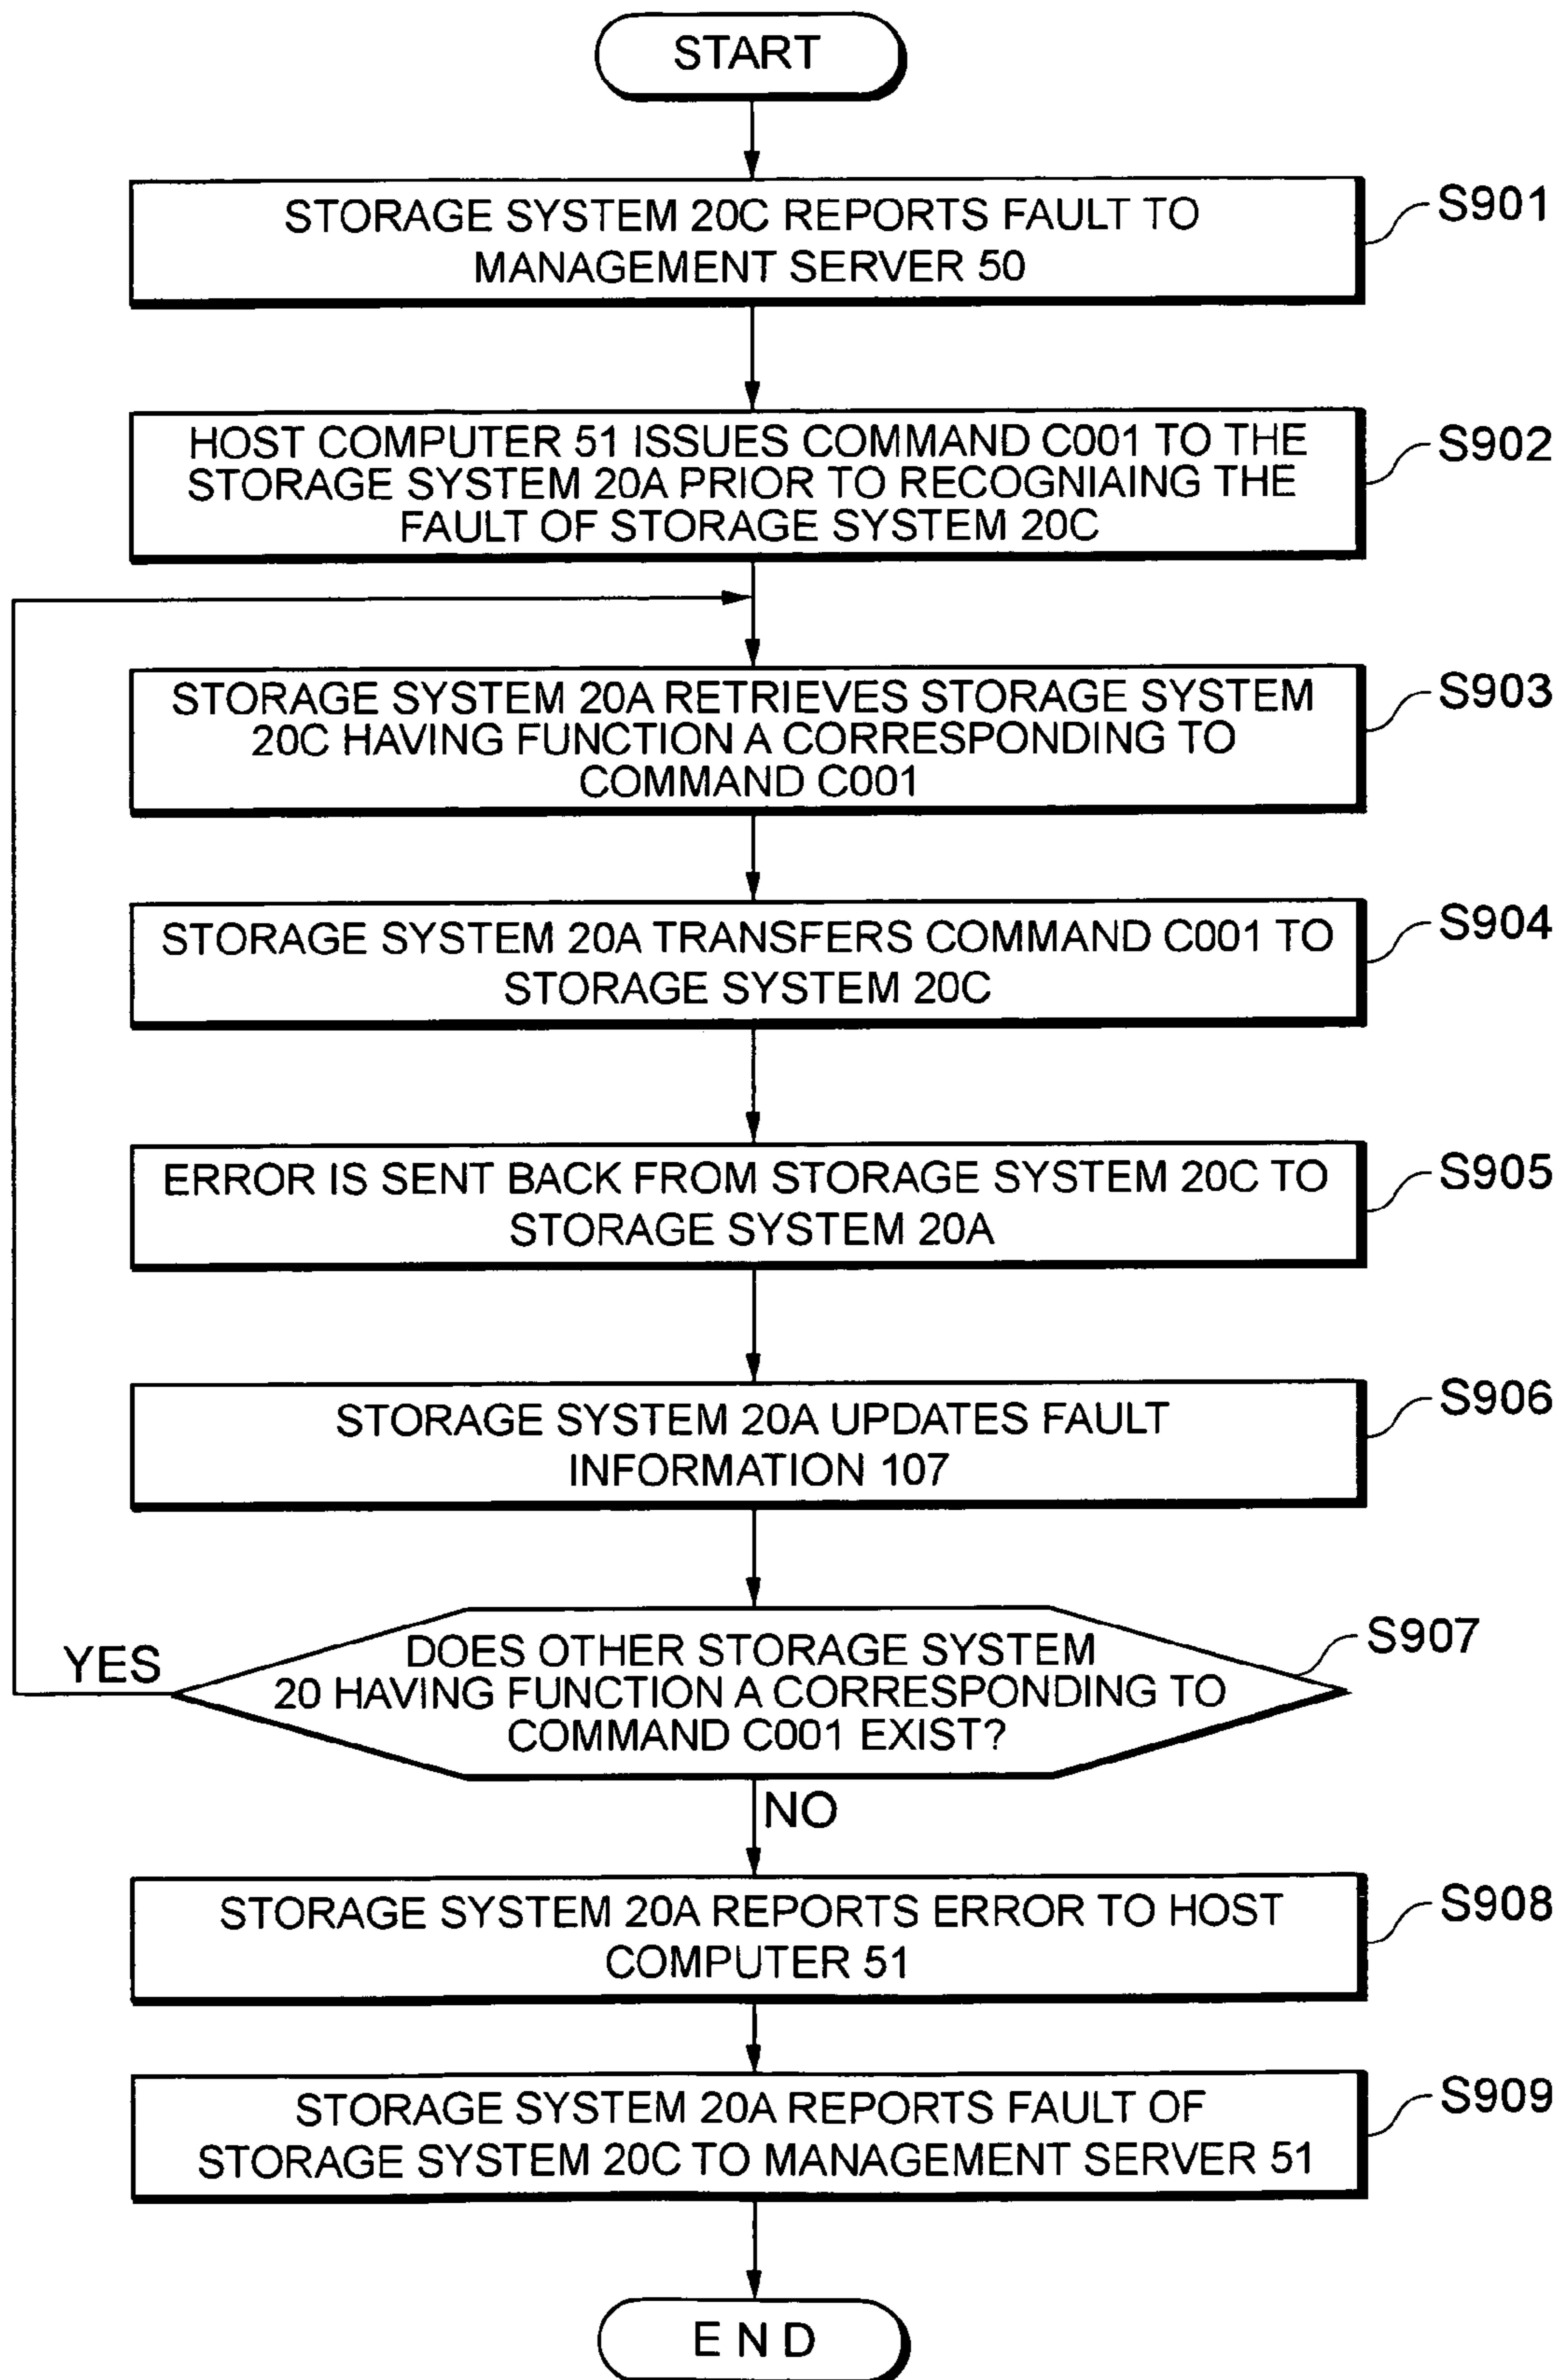 START
STORAGE SYSTEM 20C REPORTS FAULT TO
MANAGEMENT SERVER 50
S901
HOST COMPUTER 51 ISSUES COMMAND C001 TO THE
STORAGE SYSTEM 20A PRIOR TO RECOGNIAING THE
FAULT OF STORAGE SYSTEM 20C
S902
STORAGE SYSTEM 20A RETRIEVES STORAGE SYSTEM
20C HAVING FUNCTION A CORRESPONDING TO
COMMAND C001
S903
STORAGE SYSTEM 20A TRANSFERS COMMAND C001 TO
STORAGE SYSTEM 20C
S904
ERROR IS SENT BACK FROM STORAGE SYSTEM 20C TO
STORAGE SYSTEM 20A
S905
STORAGE SYSTEM 20A UPDATES FAULT
INFORMATION 107
S906
DOES OTHER STORAGE SYSTEM
20 HAVING FUNCTION A CORRESPONDING TO
COMMAND C001 EXIST?
S907
YES
NO
STORAGE SYSTEM 20A REPORTS ERROR TO HOST
COMPUTER 51
S908
STORAGE SYSTEM 20A REPORTS FAULT OF
STORAGE SYSTEM 20C TO MANAGEMENT SERVER 51
S909
END